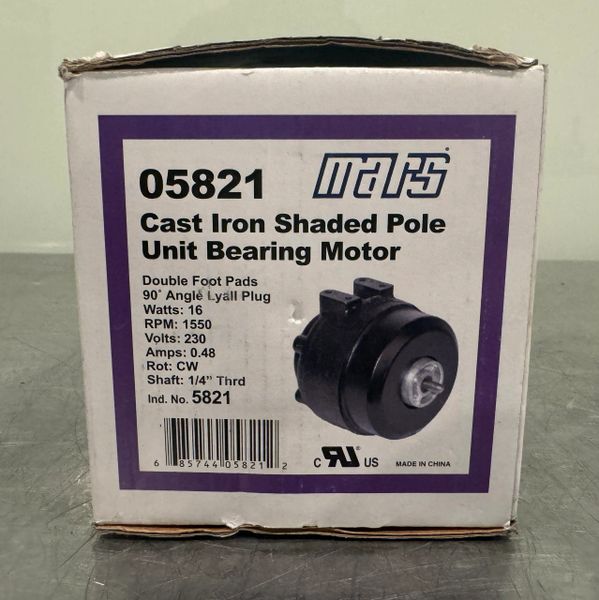 05821 mars
Cast Iron Shaded Pole
Unit Bearing Motor
Double Foot Pads
90° Angle Lyall Plug
Watts: 16
RPM: 1550
Volts: 230
Amps: 0.48
Rot: CW
Shaft: 1/4" Thrd
Ind. No. 5821
6 85744 05821 2
C RU US
MADE IN CHINA